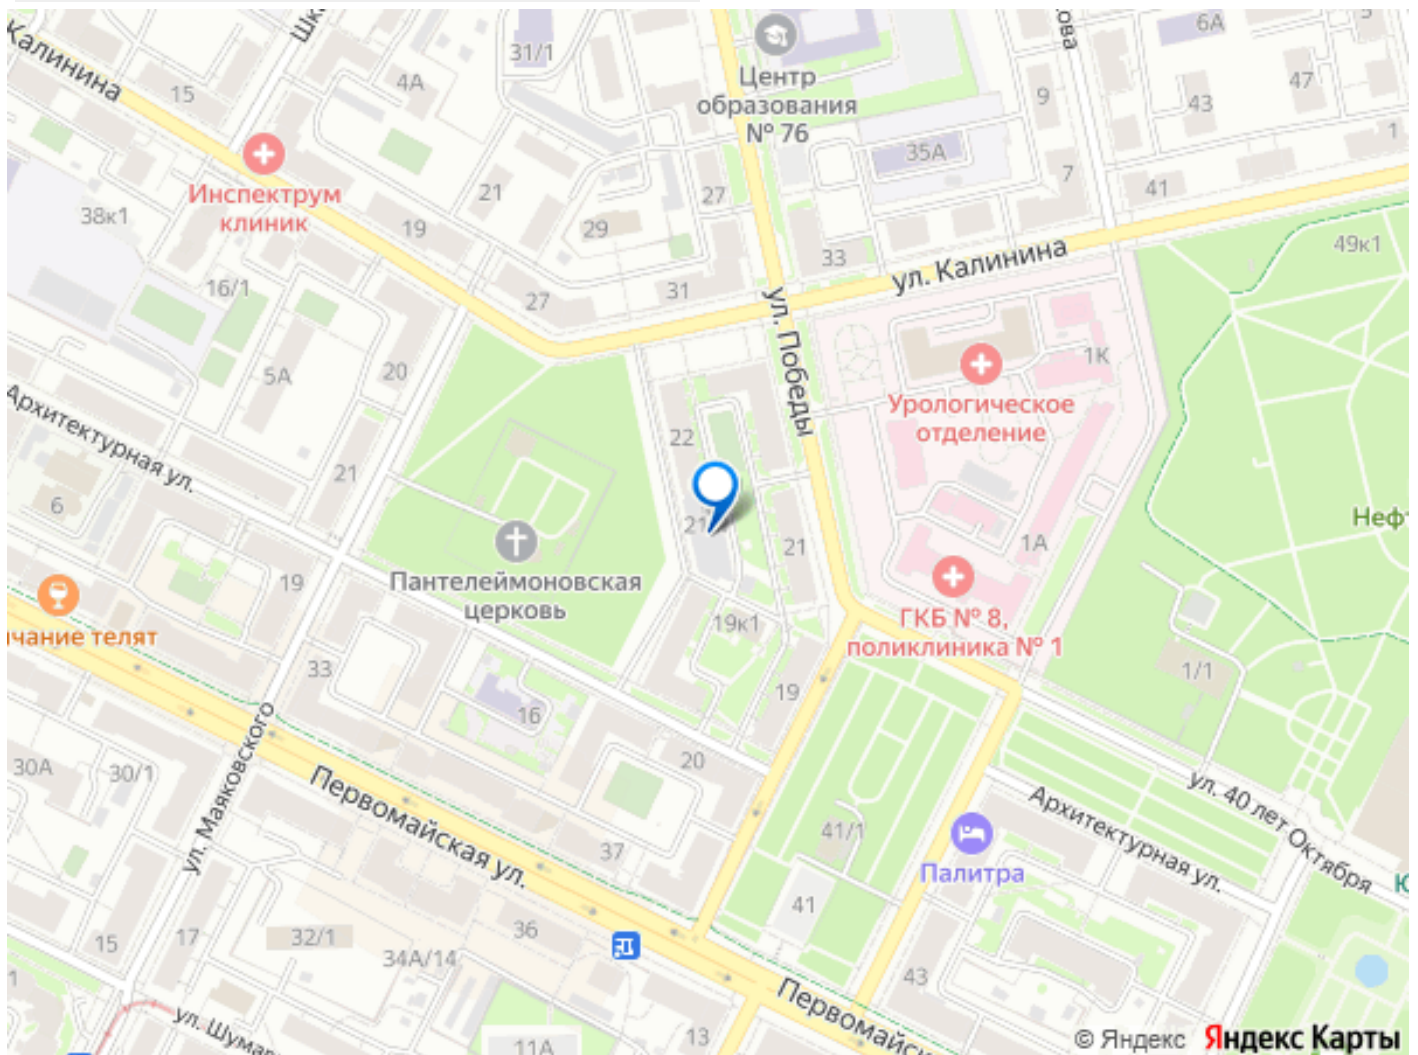 Калинина
15
31/1
4А
Центр
образования
№ 76
6А
9
43
47
5
1
35А
7
41
Инспектрум
клиник
38к1
19
21
29
27
33
ул. Калинина
49к1
16/1
27
31
ул. Победы
5А
20
1К
Урологическое
отделение
Архитектурная ул.
22
21
6
21
21
1А
Пантелеймоновская
церковь
19
19к1
ГКБ № 8,
поликлиника № 1
чание телят
33
16
19
1/1
20
ул. Маяковского
30А
30/1
Первомайская ул.
ул. 40 лет Октября
Архитектурная ул.
37
41/1
Палитра
Ю
41
36
15
17
32/1
34А/14
43
1
Первомайск
ул. Шума
11А
13
© Яндекс Яндекс Карты